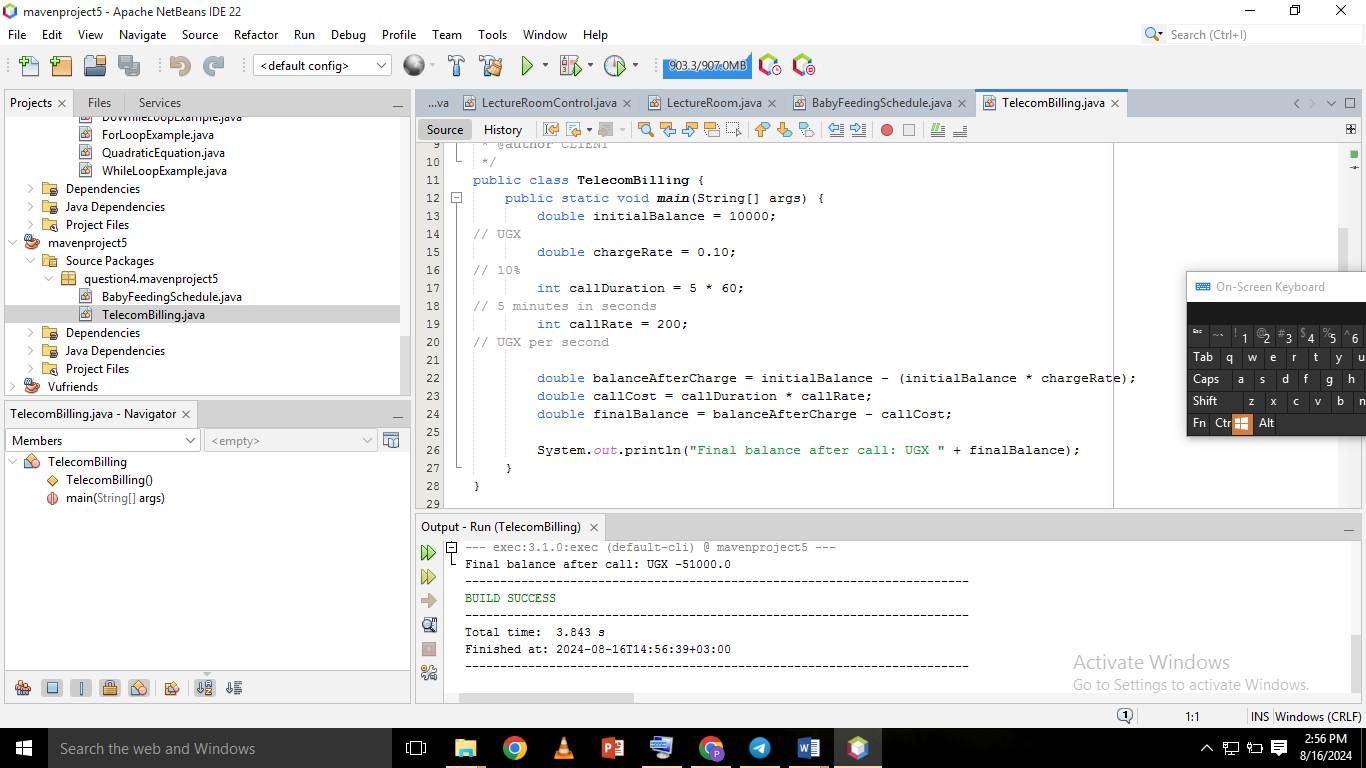 mavenproject5 - Apache NetBeans IDE 22
File Edit View Navigate Source Refactor Run Debug Profile Team Tools Window Help
Search (Ctrl+I)
<default config>
903.3/907.0MB
Projects Files Services
DoWhileLoopExample.java
ForLoopExample.java
QuadraticEquation.java
WhileLoopExample.java
Dependencies
Java Dependencies
Project Files
mavenproject5
Source Packages
question4.mavenproject5
BabyFeedingSchedule.java
TelecomBilling.java
Dependencies
Java Dependencies
Project Files
Vufriends
TelecomBilling.java - Navigator
Members <empty>
TelecomBilling
TelecomBilling()
main(String[] args)
...va LectureRoomControl.java LectureRoom.java BabyFeedingSchedule.java TelecomBilling.java
Source History
9 * @author CLIENT
10 */
11 public class TelecomBilling {
12 public static void main(String[] args) {
13 double initialBalance = 10000;
14 // UGX
15 double chargeRate = 0.10;
16 // 10%
17 int callDuration = 5 * 60;
18 // 5 minutes in seconds
19 int callRate = 200;
20 // UGX per second
21
22 double balanceAfterCharge = initialBalance - (initialBalance * chargeRate);
23 double callCost = callDuration * callRate;
24 double finalBalance = balanceAfterCharge - callCost;
25
26 System.out.println("Final balance after call: UGX " + finalBalance);
27 }
28 }
29
On-Screen Keyboard
Esc ~ ` ! 1 @ 2 # 3 $ 4 % 5 ^ 6
Tab q w e r t y u
Caps a s d f g h
Shift z x c v b n
Fn Ctr Alt
Output - Run (TelecomBilling)
--- exec:3.1.0:exec (default-cli) @ mavenproject5 ---
Final balance after call: UGX -51000.0
------------------------------------------------------------------------
BUILD SUCCESS
------------------------------------------------------------------------
Total time:  3.843 s
Finished at: 2024-08-16T14:56:39+03:00
------------------------------------------------------------------------
Activate Windows
Go to Settings to activate Windows.
1 1:1 INS Windows (CRLF)
Search the web and Windows
2:56 PM
8/16/2024